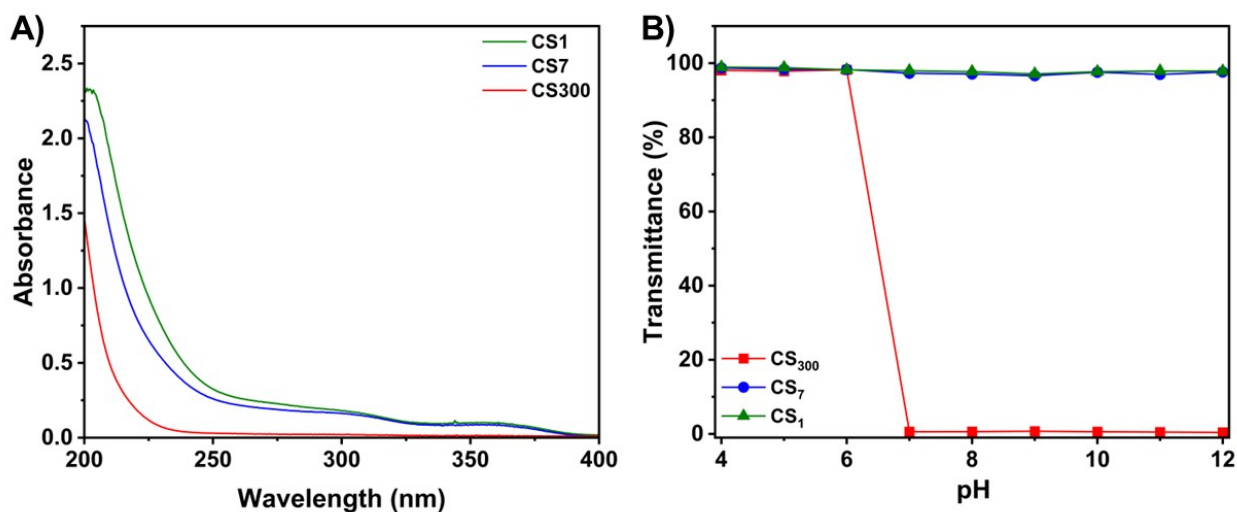 A)
CS1
CS7
CS300
Absorbance
2.5
2.0
1.5
1.0
0.5
0.0
200 250 300 350 400
Wavelength (nm)
B)
Transmittance (%)
100
80
60
40
20
0
CS300
CS7
CS1
4 6 8 10 12
pH